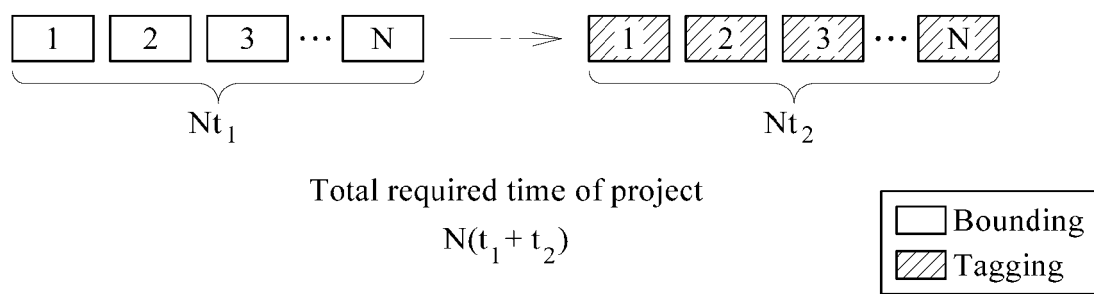 1 2 3 ... N 1 2 3 ... N
Nt1 Nt2
Total required time of project
N(t1 + t2)
Bounding
Tagging